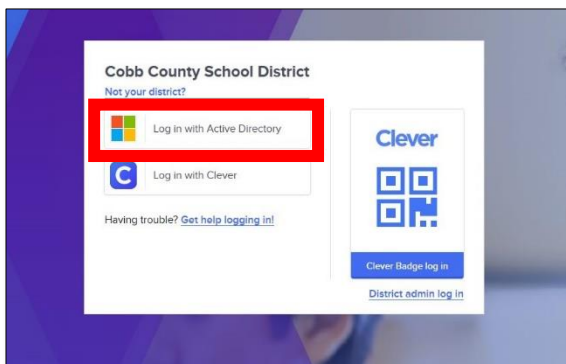 Cobb County School District
Not your district?
Log in with Active Directory
Log in with Clever
Having trouble? Get help logging in!
Clever
Clever Badge log in
District admin log in